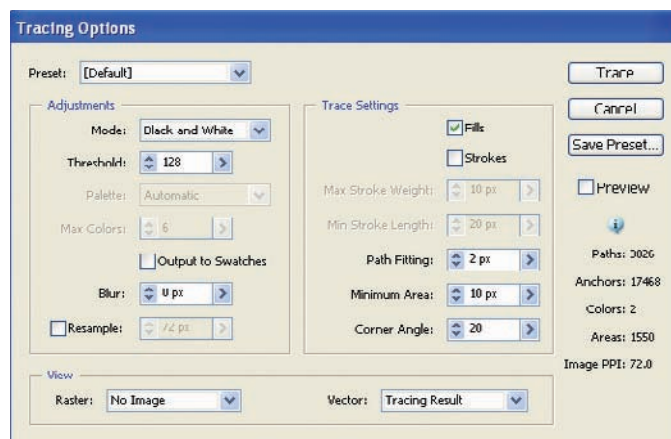 Tracing Options
Preset: [Default]
Trace
Cancel
Save Preset...
Preview
Paths: 3026
Anchors: 17468
Colors: 2
Areas: 1550
Image PPI: 72.0
Adjustments
Mode: Black and White
Threshold: 128
Palette: Automatic
Max Colors: 6
Output to Swatches
Blur: 0 px
Resample: 72 px
Trace Settings
Fills
Strokes
Max Stroke Weight: 10 px
Min Stroke Length: 20 px
Path Fitting: 2 px
Minimum Area: 10 px
Corner Angle: 20
View
Raster: No Image
Vector: Tracing Result